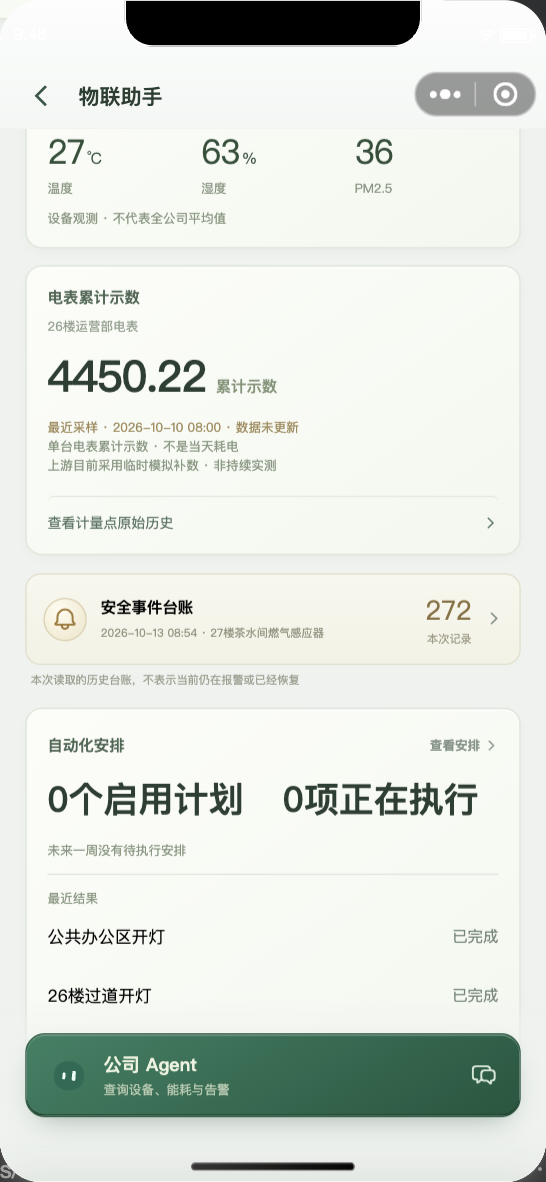 9:48
物联助手
27℃
63%
36
温度
湿度
PM2.5
设备观测 · 不代表全公司平均值
电表累计示数
26楼运营部电表
4450.22 累计示数
最近采样 · 2026-10-10 08:00 · 数据未更新
单台电表累计示数 · 不是当天耗电
上游目前采用临时模拟补数 · 非持续实测
查看计量点原始历史
安全事件台账
2026-10-13 08:54 · 27楼茶水间燃气感应器
272
本次记录
本次读取的历史台账，不表示当前仍在报警或已经恢复
自动化安排
查看安排
0个启用计划
0项正在执行
未来一周没有待执行安排
最近结果
公共办公区开灯
已完成
26楼过道开灯
已完成
公司 Agent
查询设备、能耗与告警